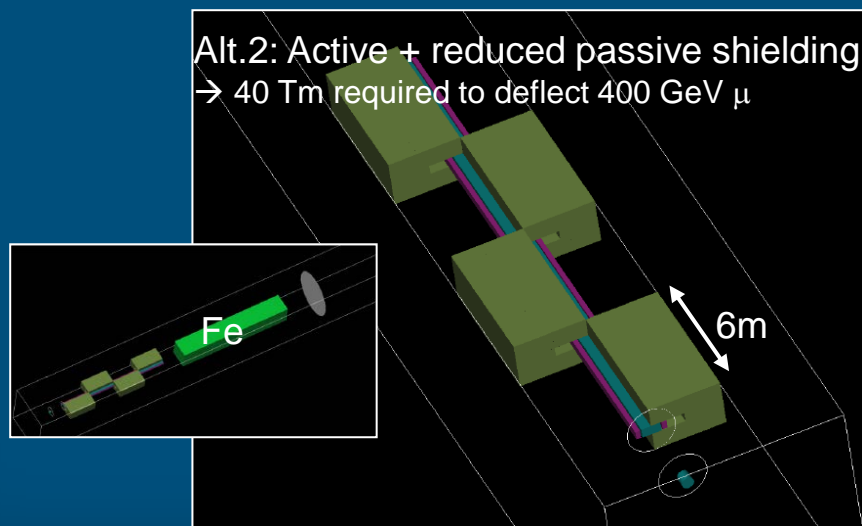 Alt.2: Active + reduced passive shielding
→ 40 Tm required to deflect 400 GeV μ
Fe
6m